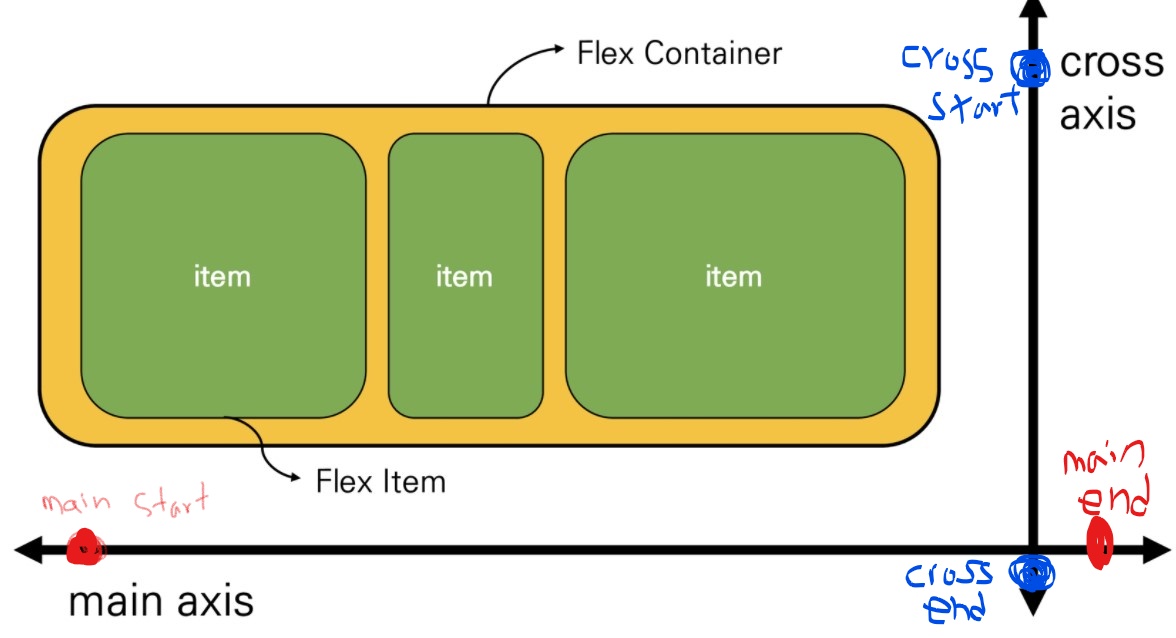 Flex Container
cross
start
cross
axis
item
item
item
Flex Item
main start
main
end
main axis
cross
end